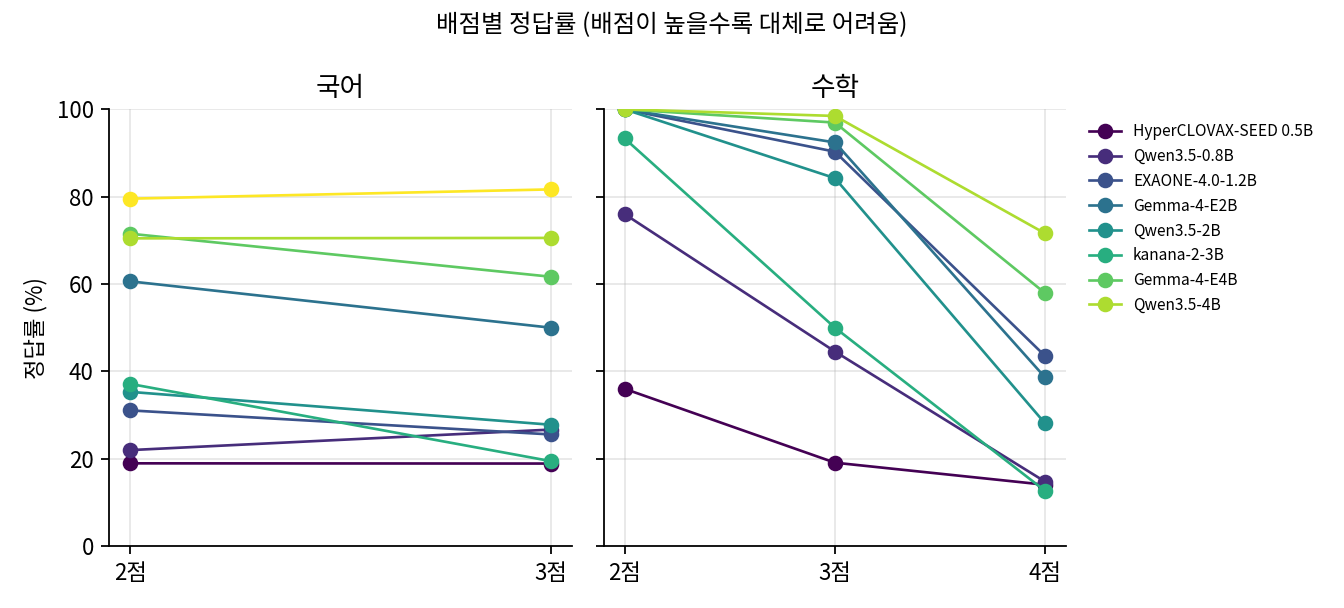 배점별 정답률 (배점이 높을수록 대체로 어려움)
국어
수학
정답률 (%)
100
80
60
40
20
0
2점
3점
2점
3점
4점
HyperCLOVAX-SEED 0.5B
Qwen3.5-0.8B
EXAONE-4.0-1.2B
Gemma-4-E2B
Qwen3.5-2B
kanana-2-3B
Gemma-4-E4B
Qwen3.5-4B